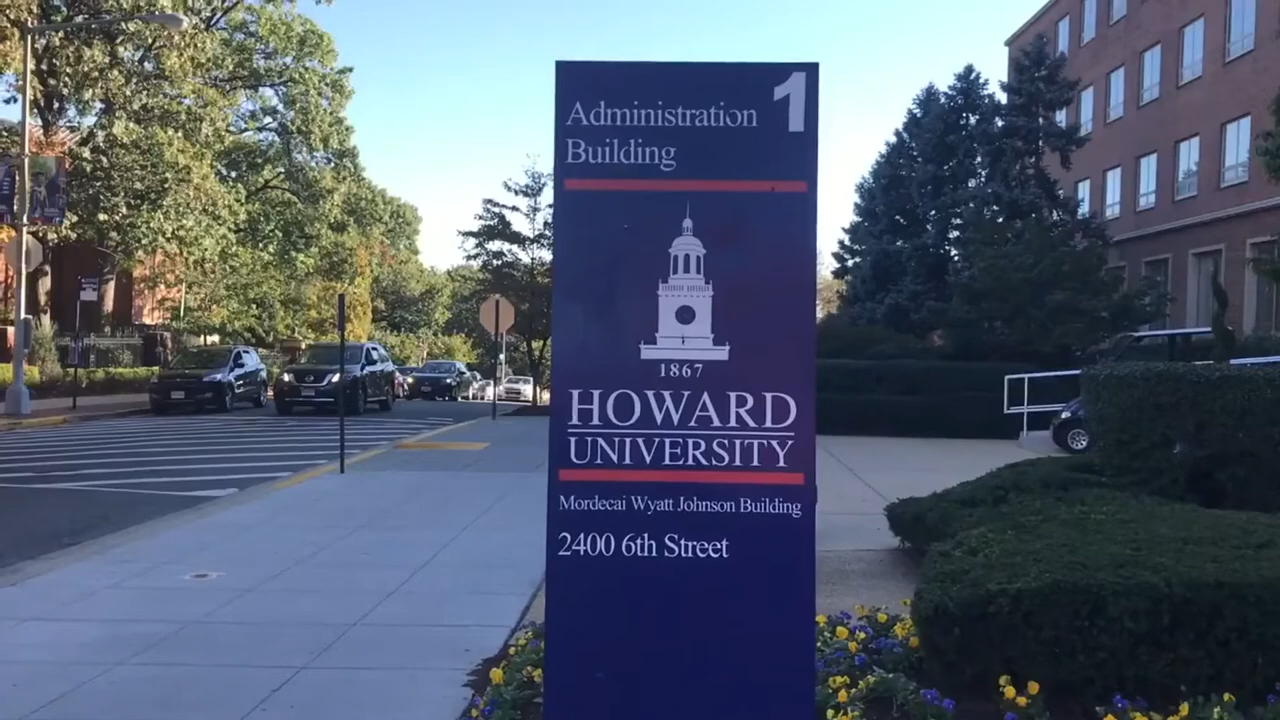 1
Administration
Building
1867
HOWARD
UNIVERSITY
Mordecai Wyatt Johnson Building
2400 6th Street